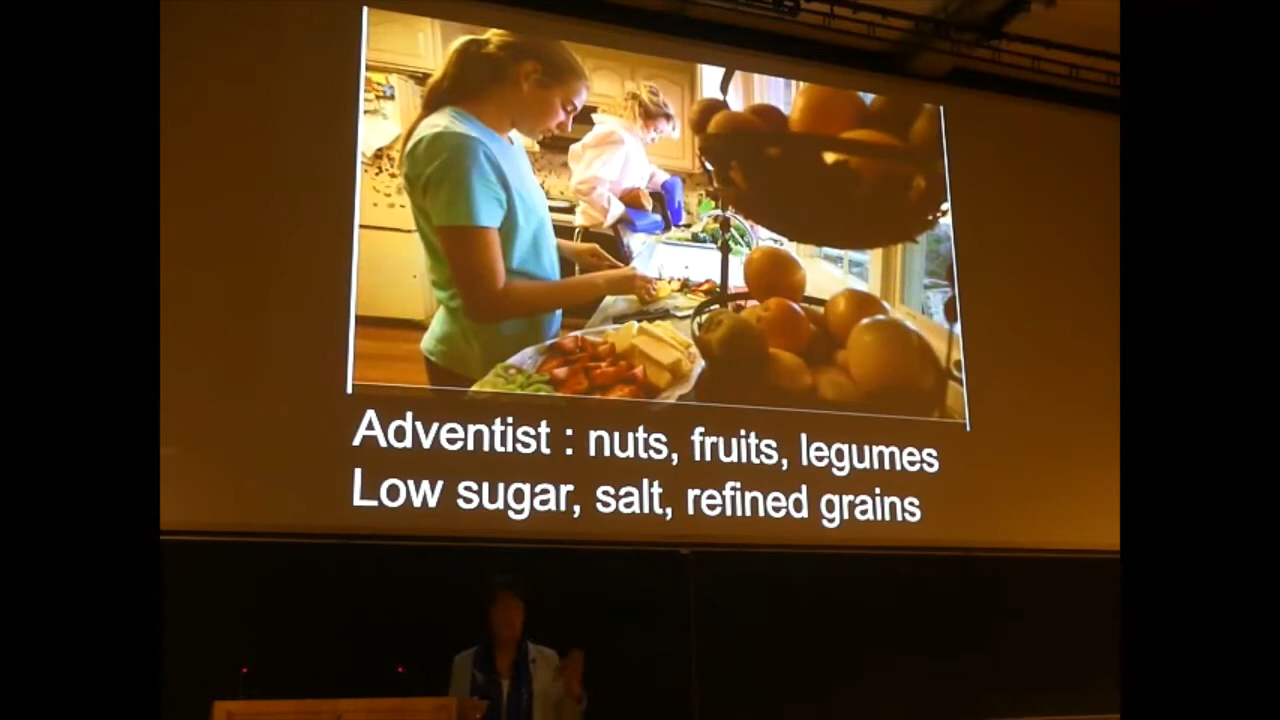 Adventist : nuts, fruits, legumes
Low sugar, salt, refined grains